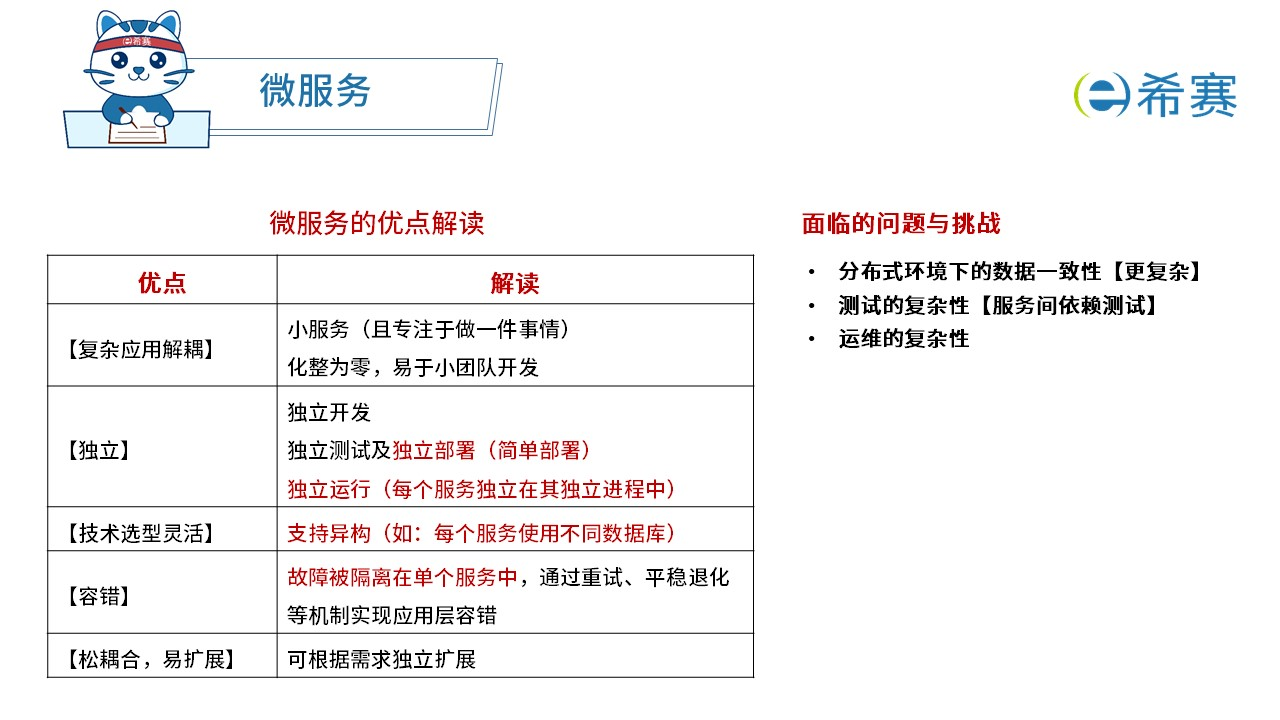 希赛
微服务
希赛
微服务的优点解读
优点
解读
【复杂应用解耦】
小服务（且专注于做一件事情）
化整为零，易于小团队开发
【独立】
独立开发
独立测试及独立部署（简单部署）
独立运行（每个服务独立在其独立进程中）
【技术选型灵活】
支持异构（如：每个服务使用不同数据库）
【容错】
故障被隔离在单个服务中，通过重试、平稳退化
等机制实现应用层容错
【松耦合，易扩展】
可根据需求独立扩展
面临的问题与挑战
• 分布式环境下的数据一致性【更复杂】
• 测试的复杂性【服务间依赖测试】
• 运维的复杂性